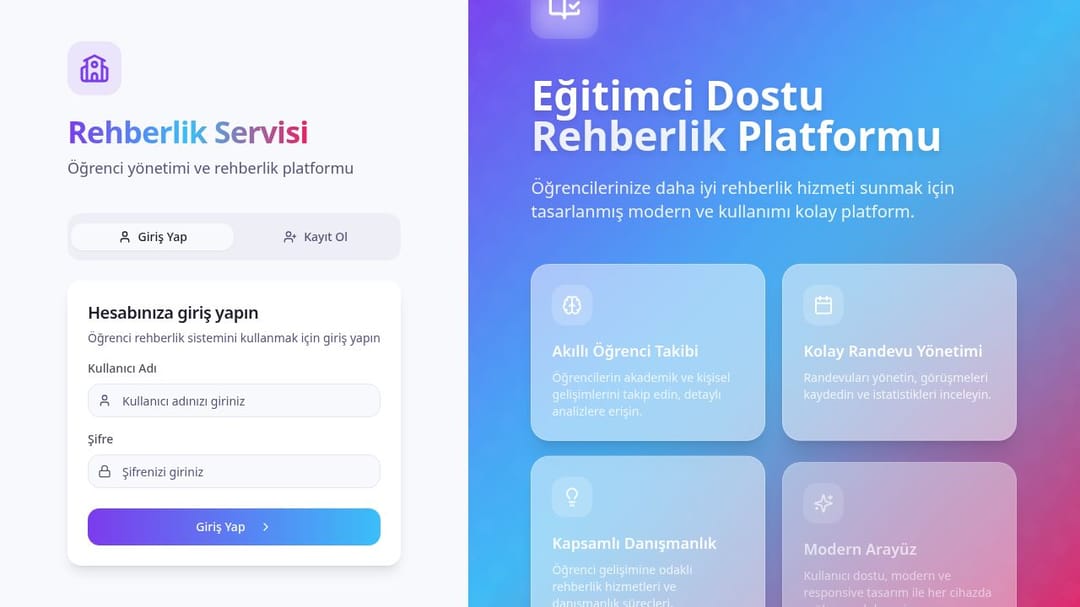 Rehberlik Servisi
Öğrenci yönetimi ve rehberlik platformu
Giriş Yap
Kayıt Ol
Hesabınıza giriş yapın
Öğrenci rehberlik sistemini kullanmak için giriş yapın
Kullanıcı Adı
Kullanıcı adınızı giriniz
Şifre
Şifrenizi giriniz
Giriş Yap
Eğitimci Dostu
Rehberlik Platformu
Öğrencilerinize daha iyi rehberlik hizmeti sunmak için
tasarlanmış modern ve kullanımı kolay platform.
Akıllı Öğrenci Takibi
Öğrencilerin akademik ve kişisel
gelişimlerini takip edin, detaylı
analizlere erişin.
Kolay Randevu Yönetimi
Randevuları yönetin, görüşmeleri
kaydedin ve istatistikleri inceleyin.
Kapsamlı Danışmanlık
Öğrenci gelişimine odaklı
rehberlik hizmetleri ve
danışmanlık süreçleri.
Modern Arayüz
Kullanıcı dostu, modern ve
responsive tasarım ile her cihazda